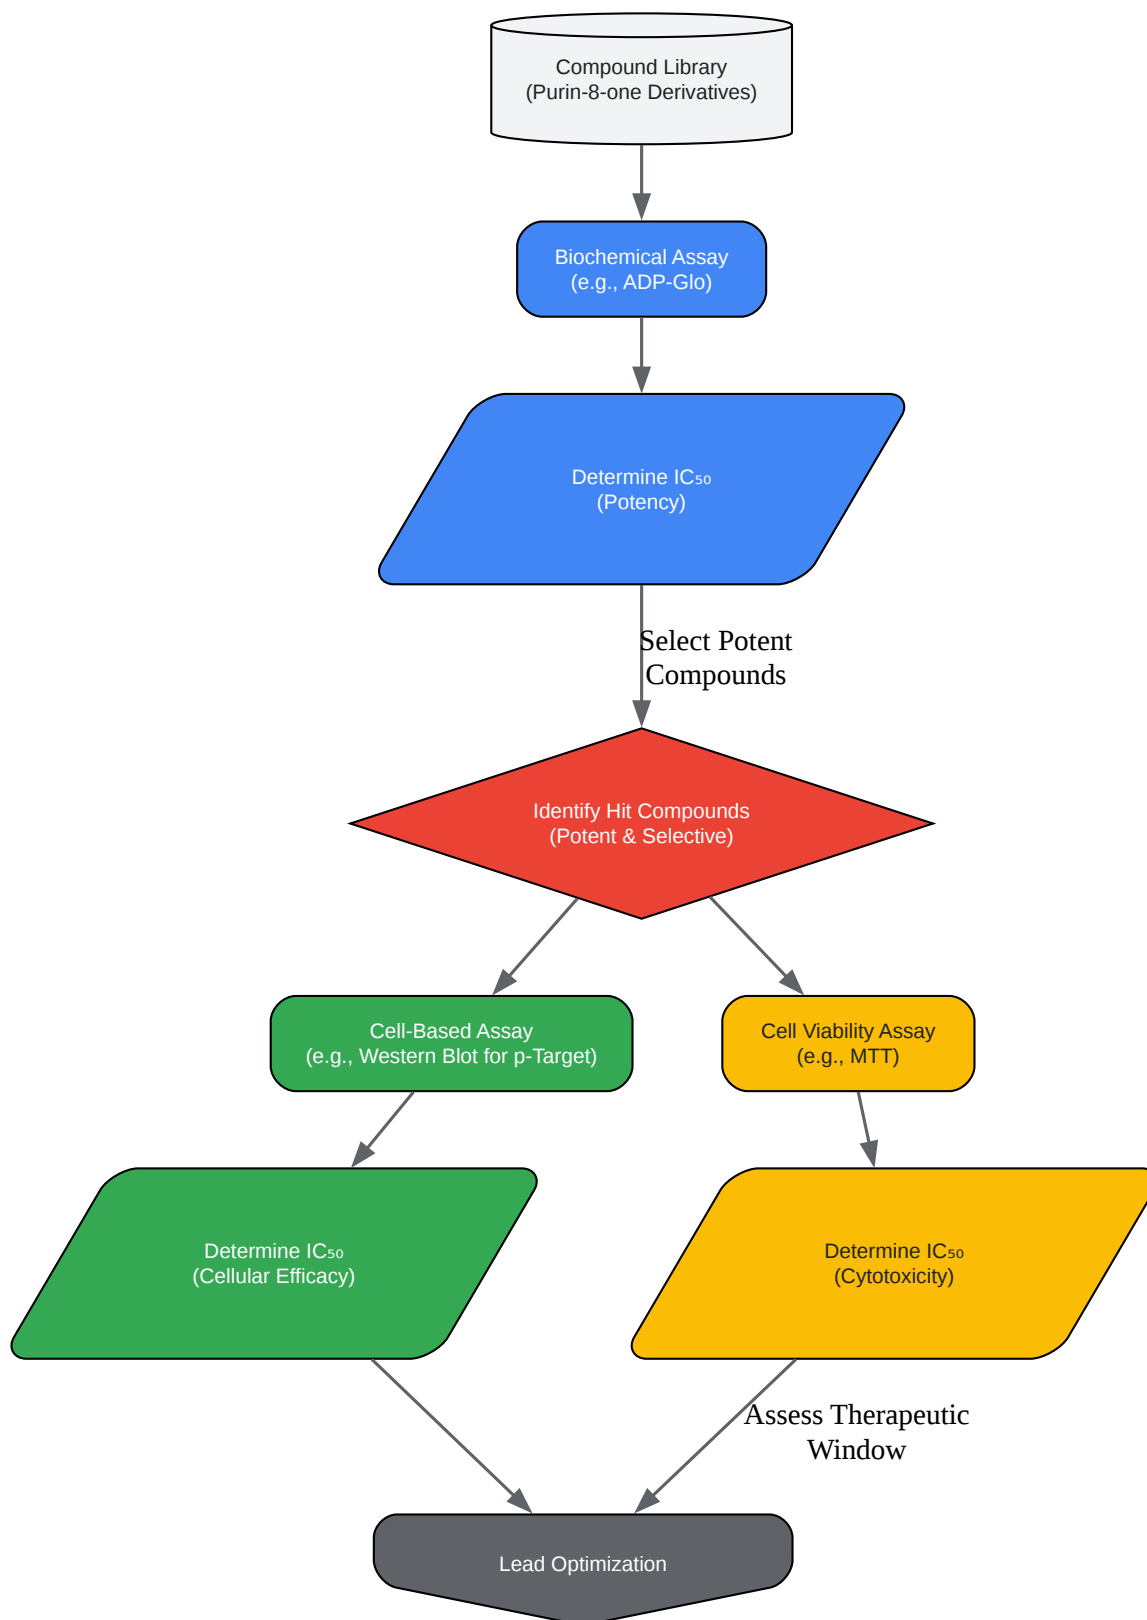 Compound Library
(Purin-8-one Derivatives)
Biochemical Assay
(e.g., ADP-Glo)
Determine IC₅₀
(Potency)
Select Potent
Compounds
Identify Hit Compounds
(Potent & Selective)
Cell-Based Assay
(e.g., Western Blot for p-Target)
Cell Viability Assay
(e.g., MTT)
Determine IC₅₀
(Cellular Efficacy)
Determine IC₅₀
(Cytotoxicity)
Assess Therapeutic
Window
Lead Optimization